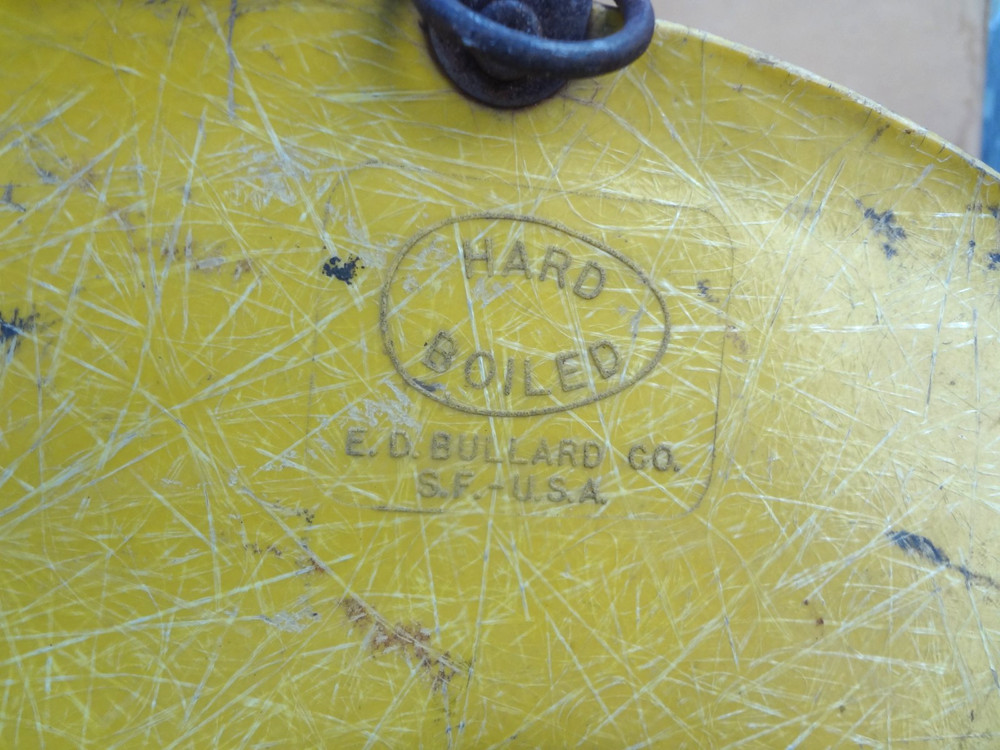 HARD
BOILED
E. D. BULLARD CO.
S.F.-U.S.A.